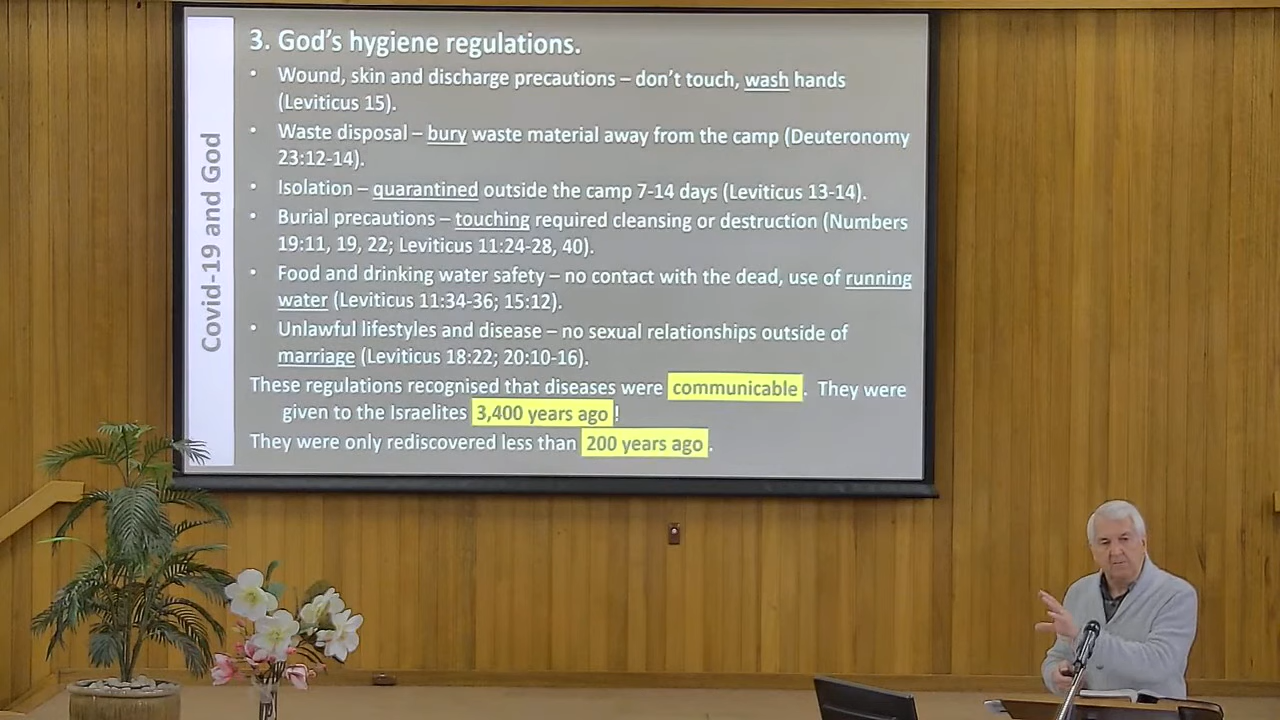 Covid-19 and God
3. God's hygiene regulations.
• Wound, skin and discharge precautions – don't touch, wash hands
(Leviticus 15).
• Waste disposal – bury waste material away from the camp (Deuteronomy
23:12-14).
• Isolation – quarantined outside the camp 7-14 days (Leviticus 13-14).
• Burial precautions – touching required cleansing or destruction (Numbers
19:11, 19, 22; Leviticus 11:24-28, 40).
• Food and drinking water safety – no contact with the dead, use of running
water (Leviticus 11:34-36; 15:12).
• Unlawful lifestyles and disease – no sexual relationships outside of
marriage (Leviticus 18:22; 20:10-16).
These regulations recognised that diseases were communicable. They were
given to the Israelites 3,400 years ago!
They were only rediscovered less than 200 years ago.